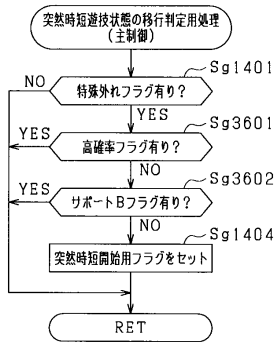 突然時短遊技状態の移行判定用処理
(主制御)
Sg1401
NO
特殊外れフラグ有り?
YES
Sg3601
YES
高確率フラグ有り?
NO
Sg3602
YES
サポートBフラグ有り?
NO
Sg1404
突然時短開始用フラグをセット
RET